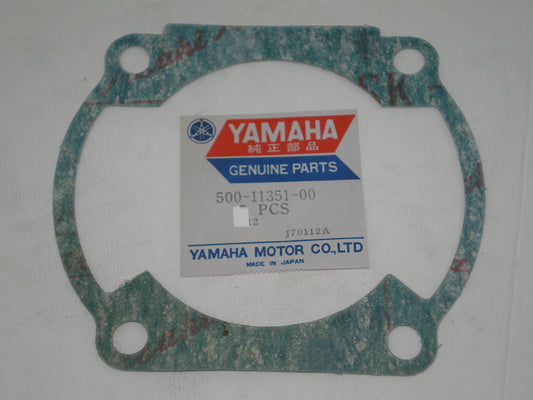 YAMAHA
純正部品
GENUINE PARTS
500-11351-00
PCS
12
J70112A
YAMAHA MOTOR CO.,LTD
MADE IN JAPAN